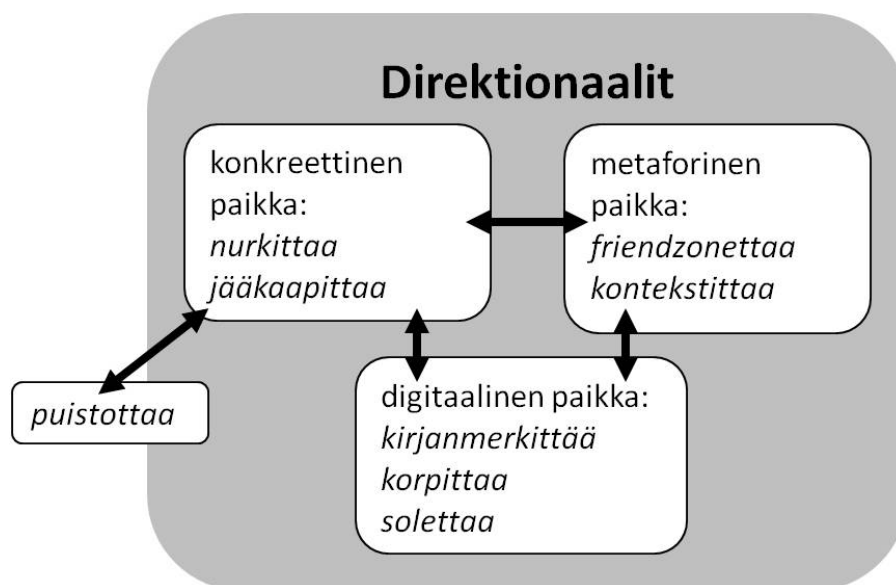 Direktionaalit
konkreettinen
paikka:
nurkittaa
jääkaapittaa
metaforinen
paikka:
friendzonettaa
kontekstittaa
puistottaa
digitaalinen paikka:
kirjanmerkittää
korpittaa
solettaa